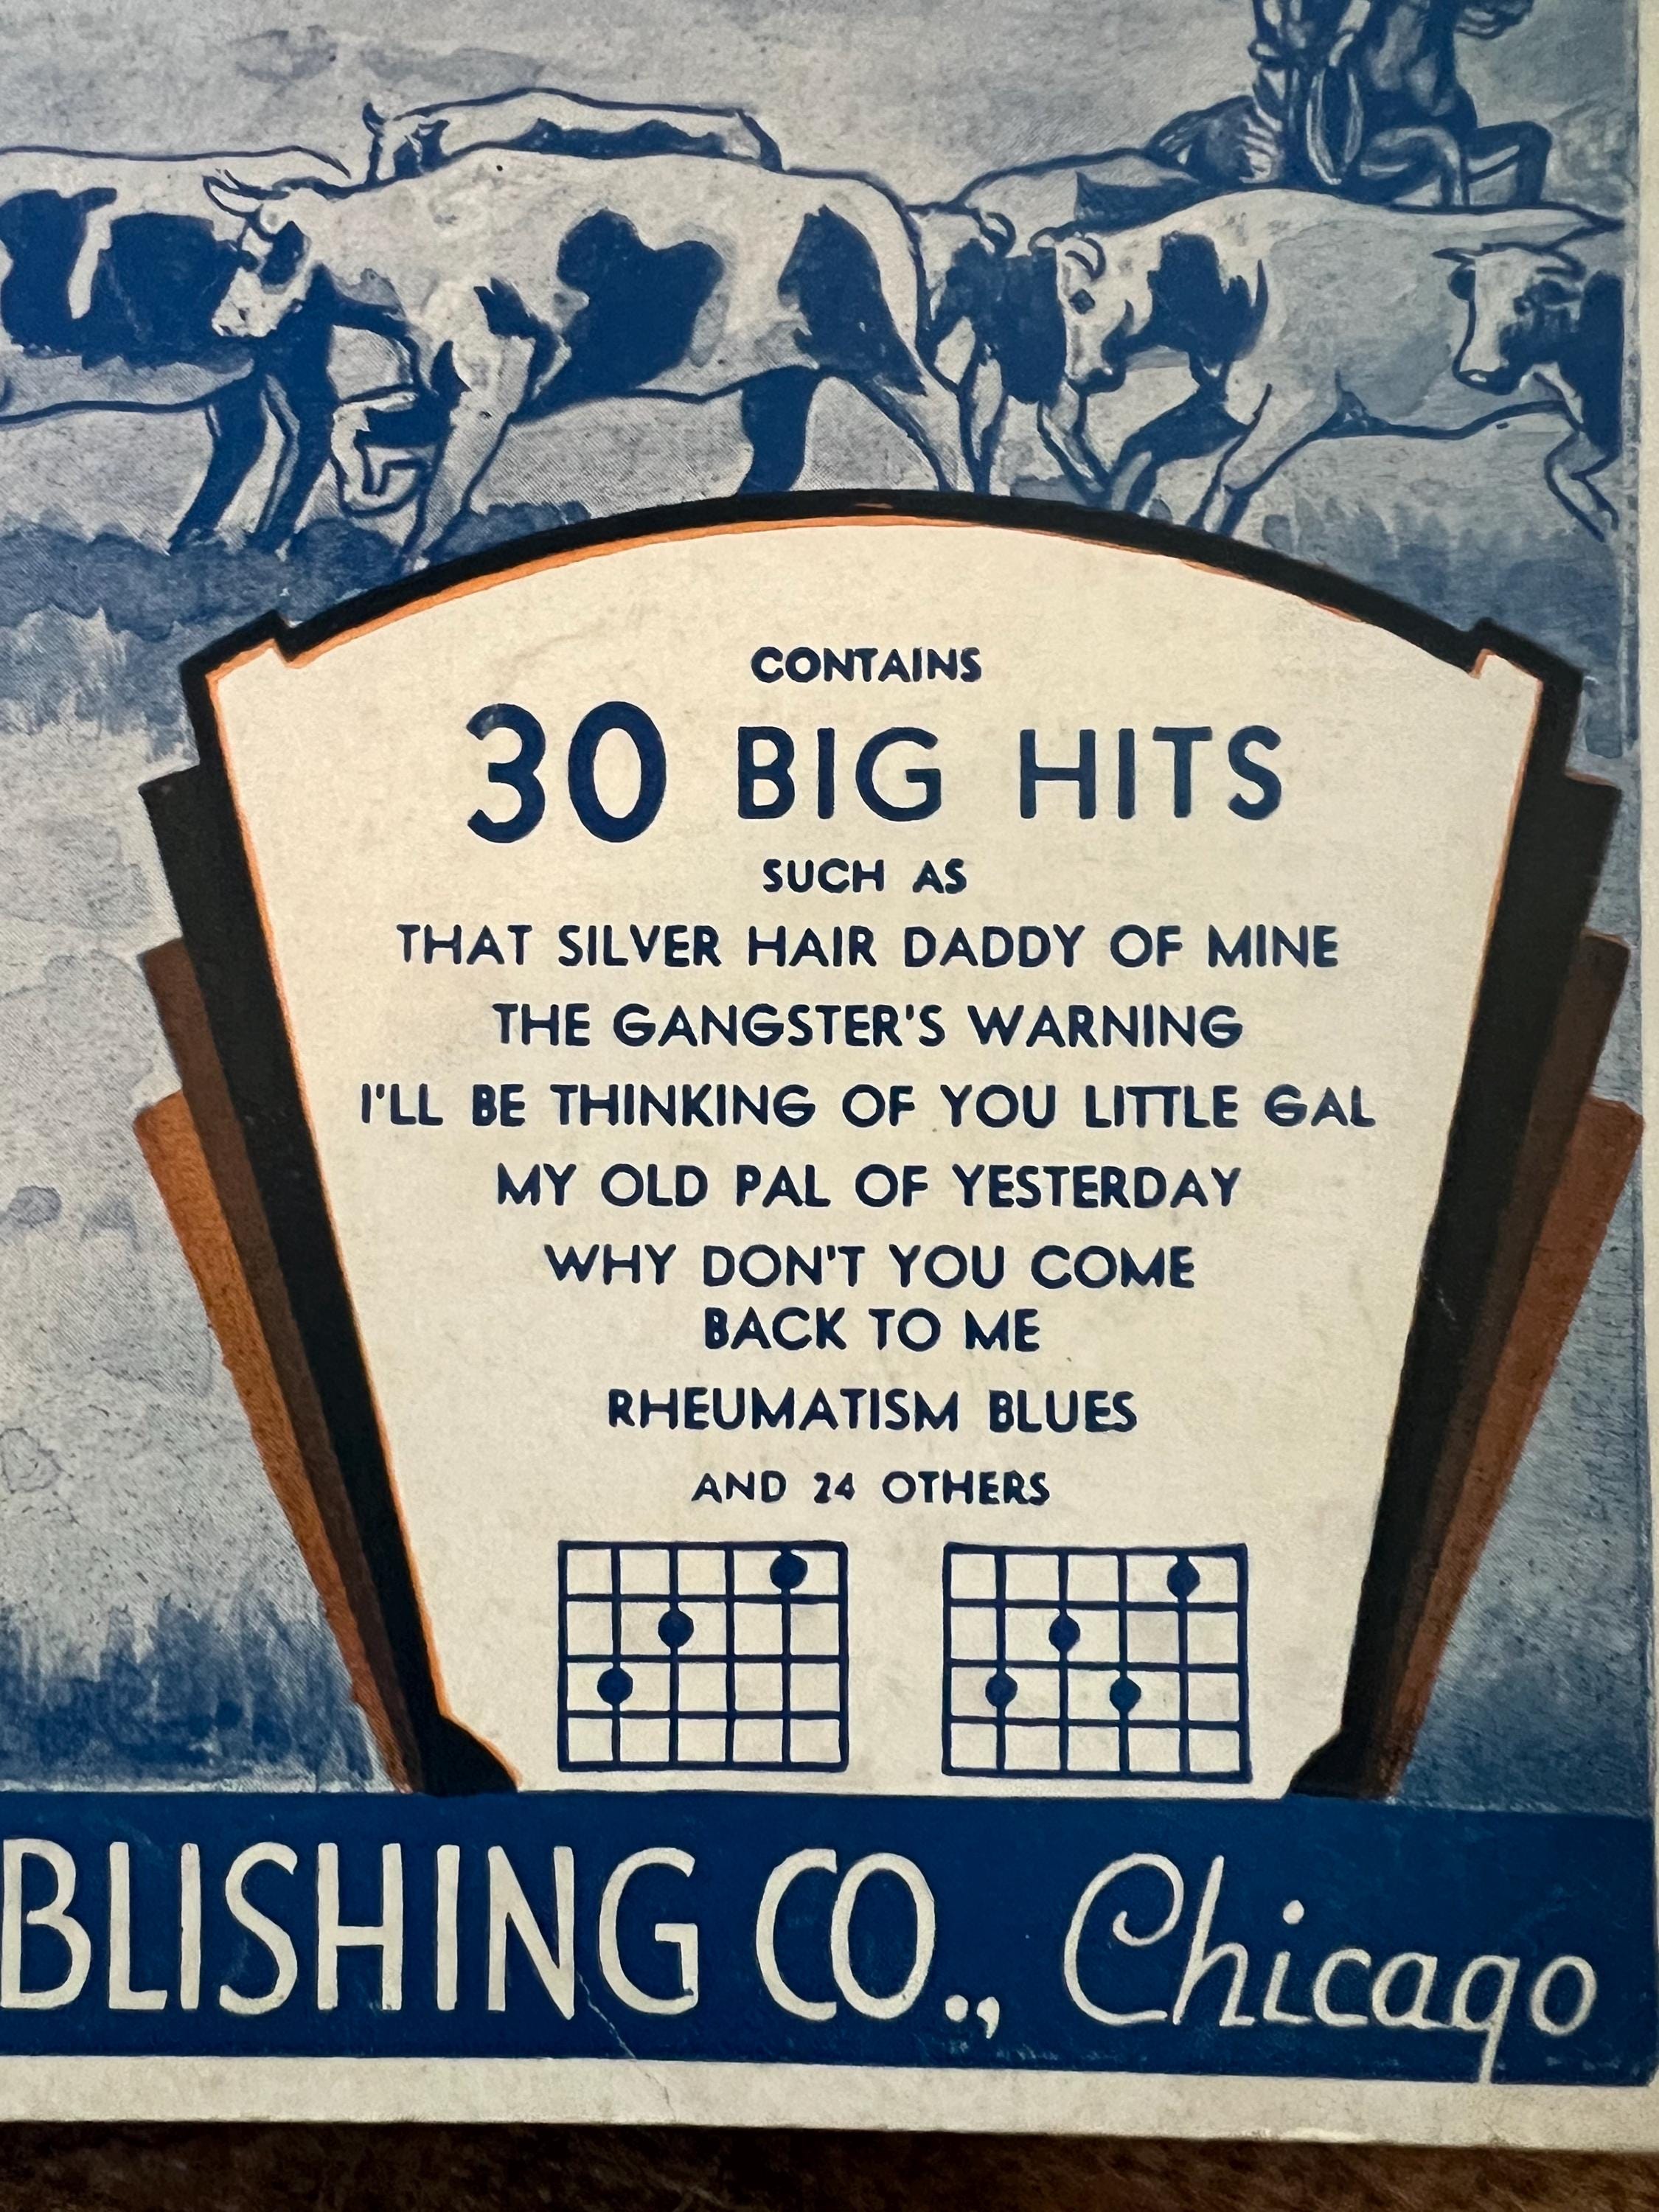 CONTAINS
30 BIG HITS
SUCH AS
THAT SILVER HAIR DADDY OF MINE
THE GANGSTER'S WARNING
I'LL BE THINKING OF YOU LITTLE GAL
MY OLD PAL OF YESTERDAY
WHY DON'T YOU COME
BACK TO ME
RHEUMATISM BLUES
AND 24 OTHERS
BLISHING CO., Chicago